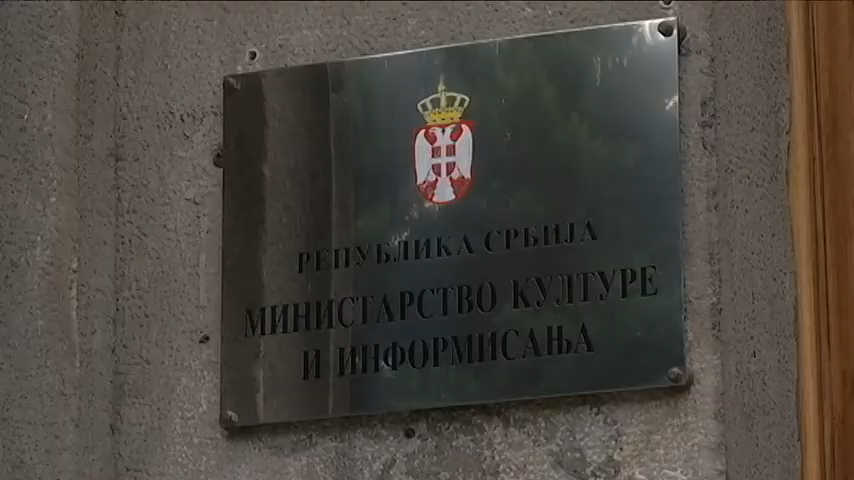 РЕПУБЛИКА СРБИЈА
МИНИСТАРСТВО КУЛТУРЕ
И ИНФОРМИСАЊА